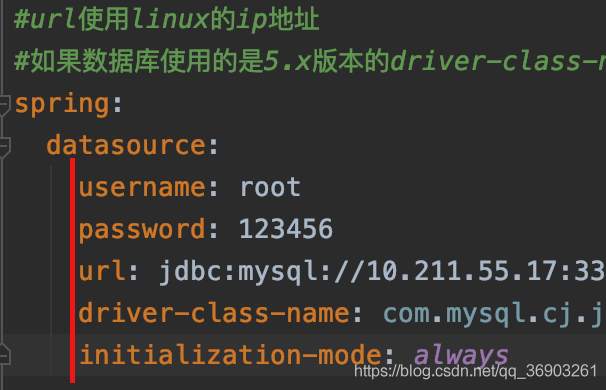 #url使用linux的ip地址
#如果数据库使用的是5.x版本的driver-class-n
spring:
datasource:
username: root
password: 123456
url: jdbc:mysql://10.211.55.17:33
driver-class-name: com.mysql.cj.j
initialization-mode: always
https://blog.csdn.net/qq_36903261